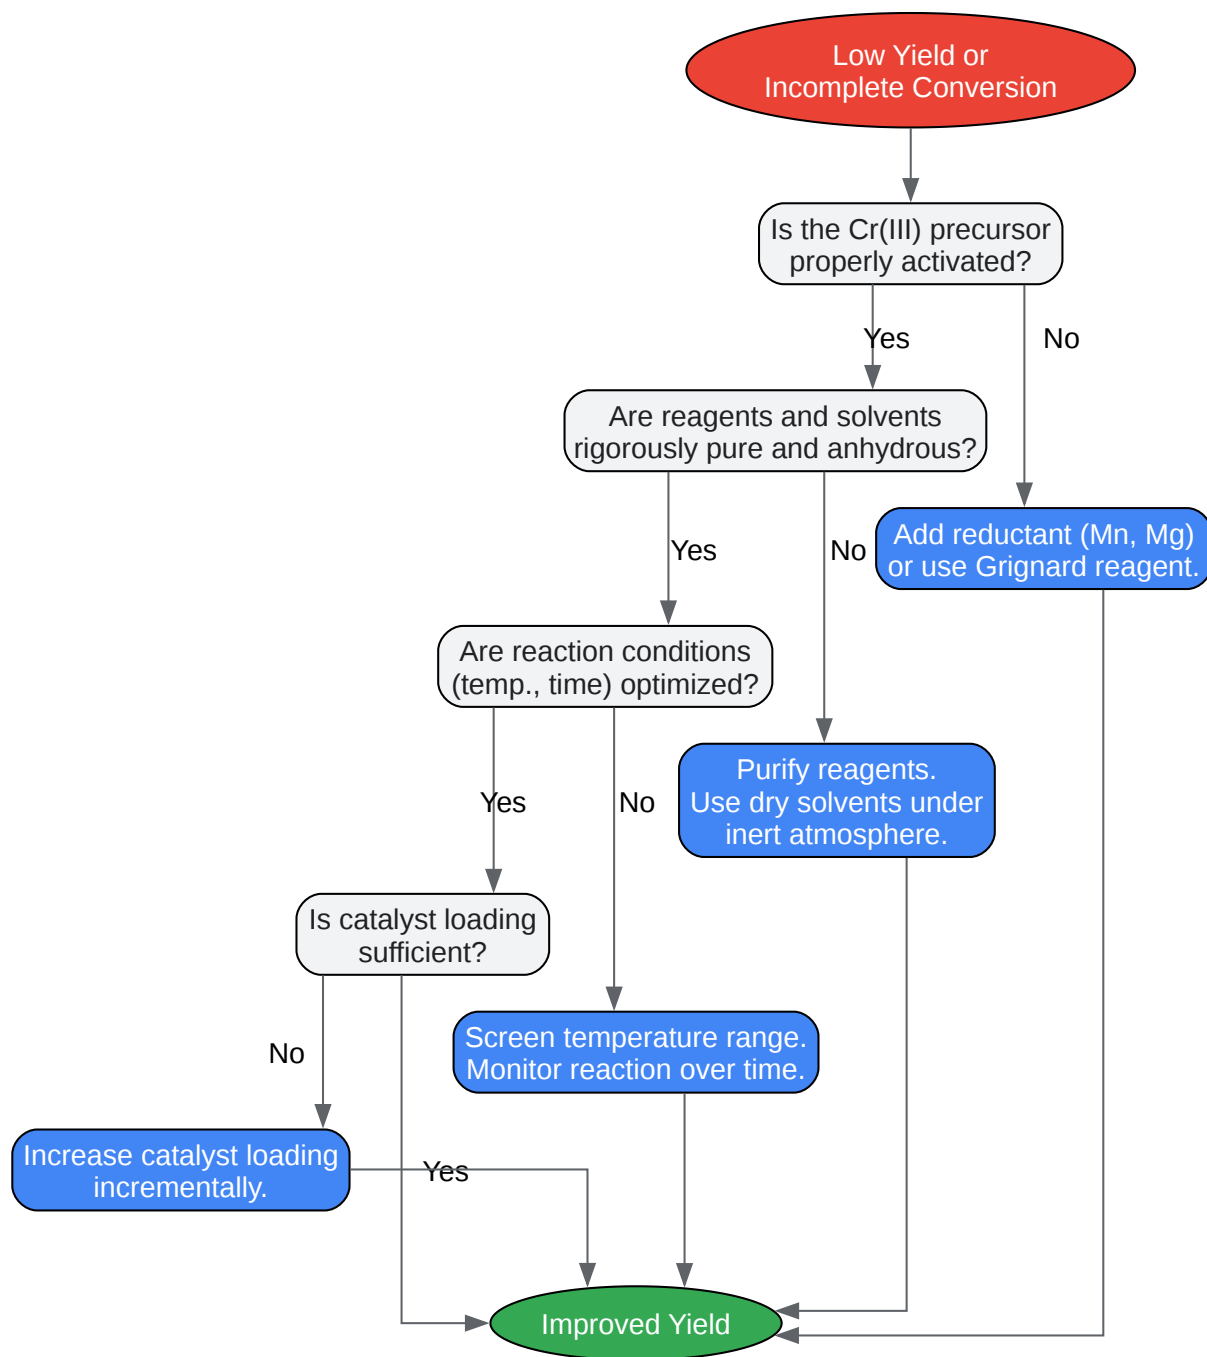 Low Yield or
Incomplete Conversion
Is the Cr(III) precursor
properly activated?
Yes
No
Are reagents and solvents
rigorously pure and anhydrous?
Add reductant (Mn, Mg)
or use Grignard reagent.
Yes
No
Are reaction conditions
(temp., time) optimized?
Purify reagents.
Use dry solvents under
inert atmosphere.
Yes
No
Is catalyst loading
sufficient?
Screen temperature range.
Monitor reaction over time.
No
Increase catalyst loading
incrementally.
Yes
Improved Yield